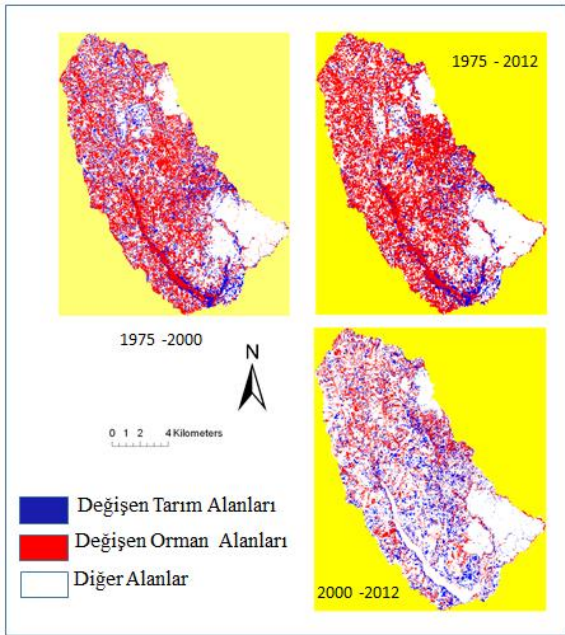 1975 - 2012
1975 -2000
N
0 1 2 4 Kilometers
Değişen Tarım Alanları
Değişen Orman Alanları
Diğer Alanlar
2000 -2012